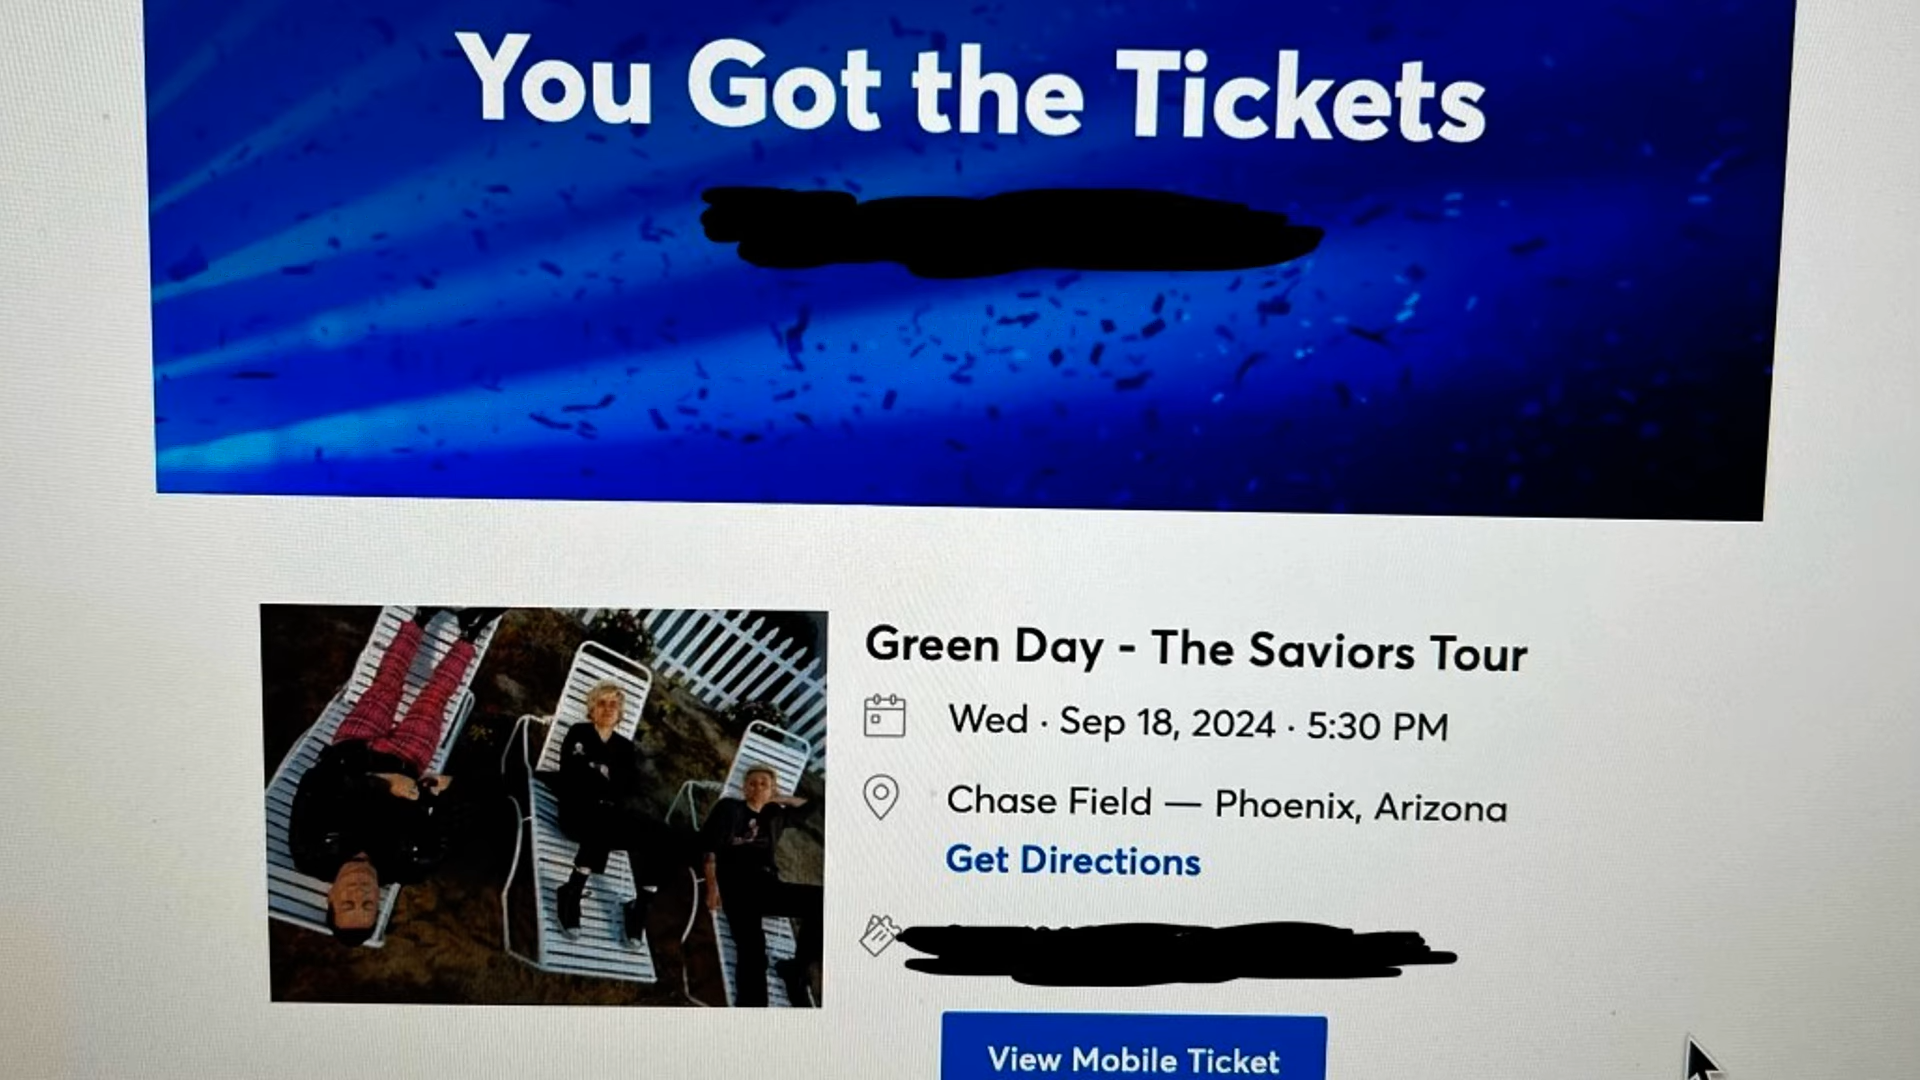 You Got the Tickets
Green Day - The Saviors Tour
Wed · Sep 18, 2024 · 5:30 PM
Chase Field — Phoenix, Arizona
Get Directions
View Mobile Ticket